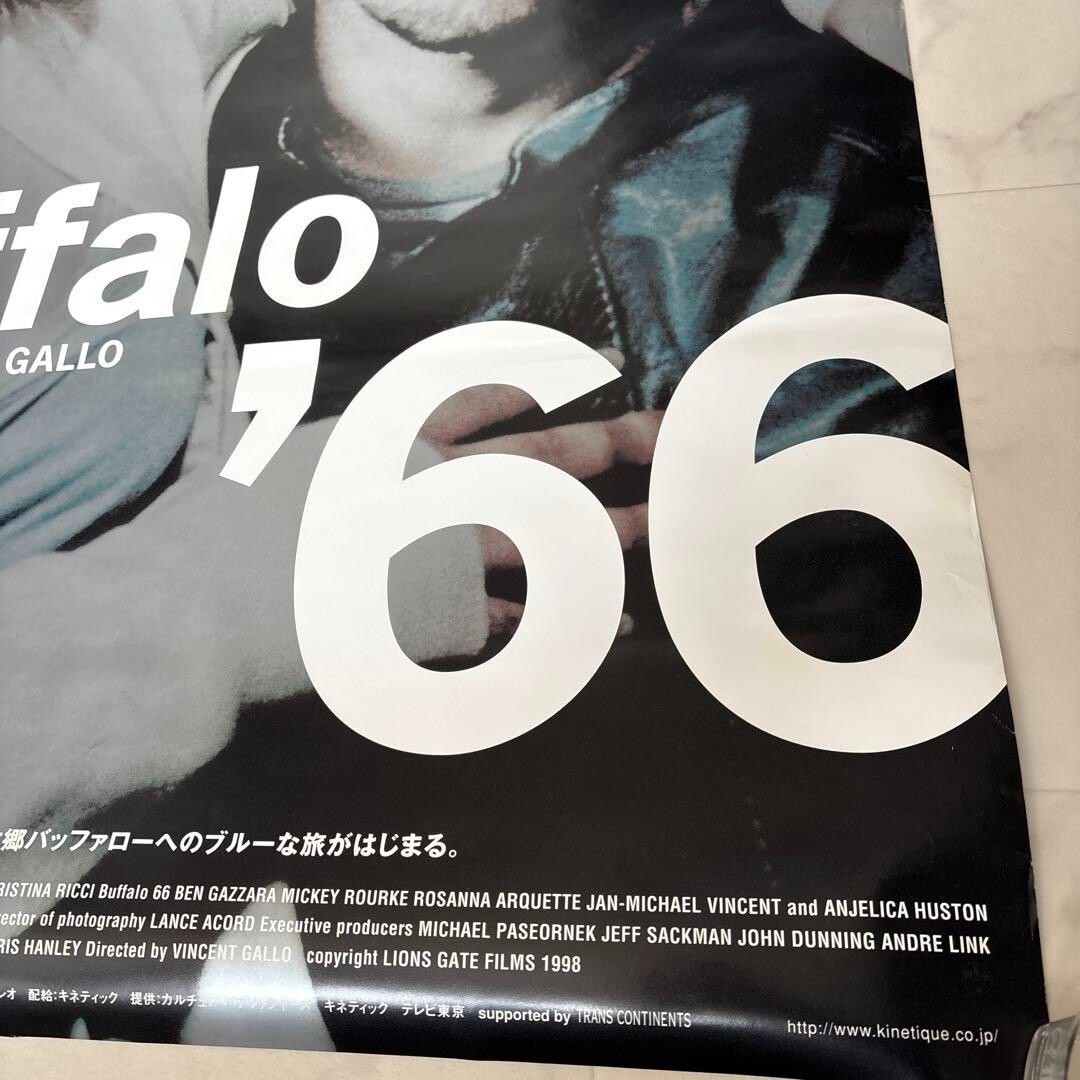 ffalo
GALLO
'66
郷バッファローへのブルーな旅がはじまる。
RISTINA RICCI Buffalo 66 BEN GAZZARA MICKEY ROURKE ROSANNA ARQUETTE JAN-MICHAEL VINCENT and ANJELICA HUSTON
rector of photography LANCE ACORD Executive producers MICHAEL PASEORNEK JEFF SACKMAN JOHN DUNNING ANDRE LINK
RIS HANLEY Directed by VINCENT GALLO copyright LIONS GATE FILMS 1998
レオ 配給:キネティック 提供: キネティック テレビ東京 supported by TRANS CONTINENTS
http://www.kinetique.co.jp/